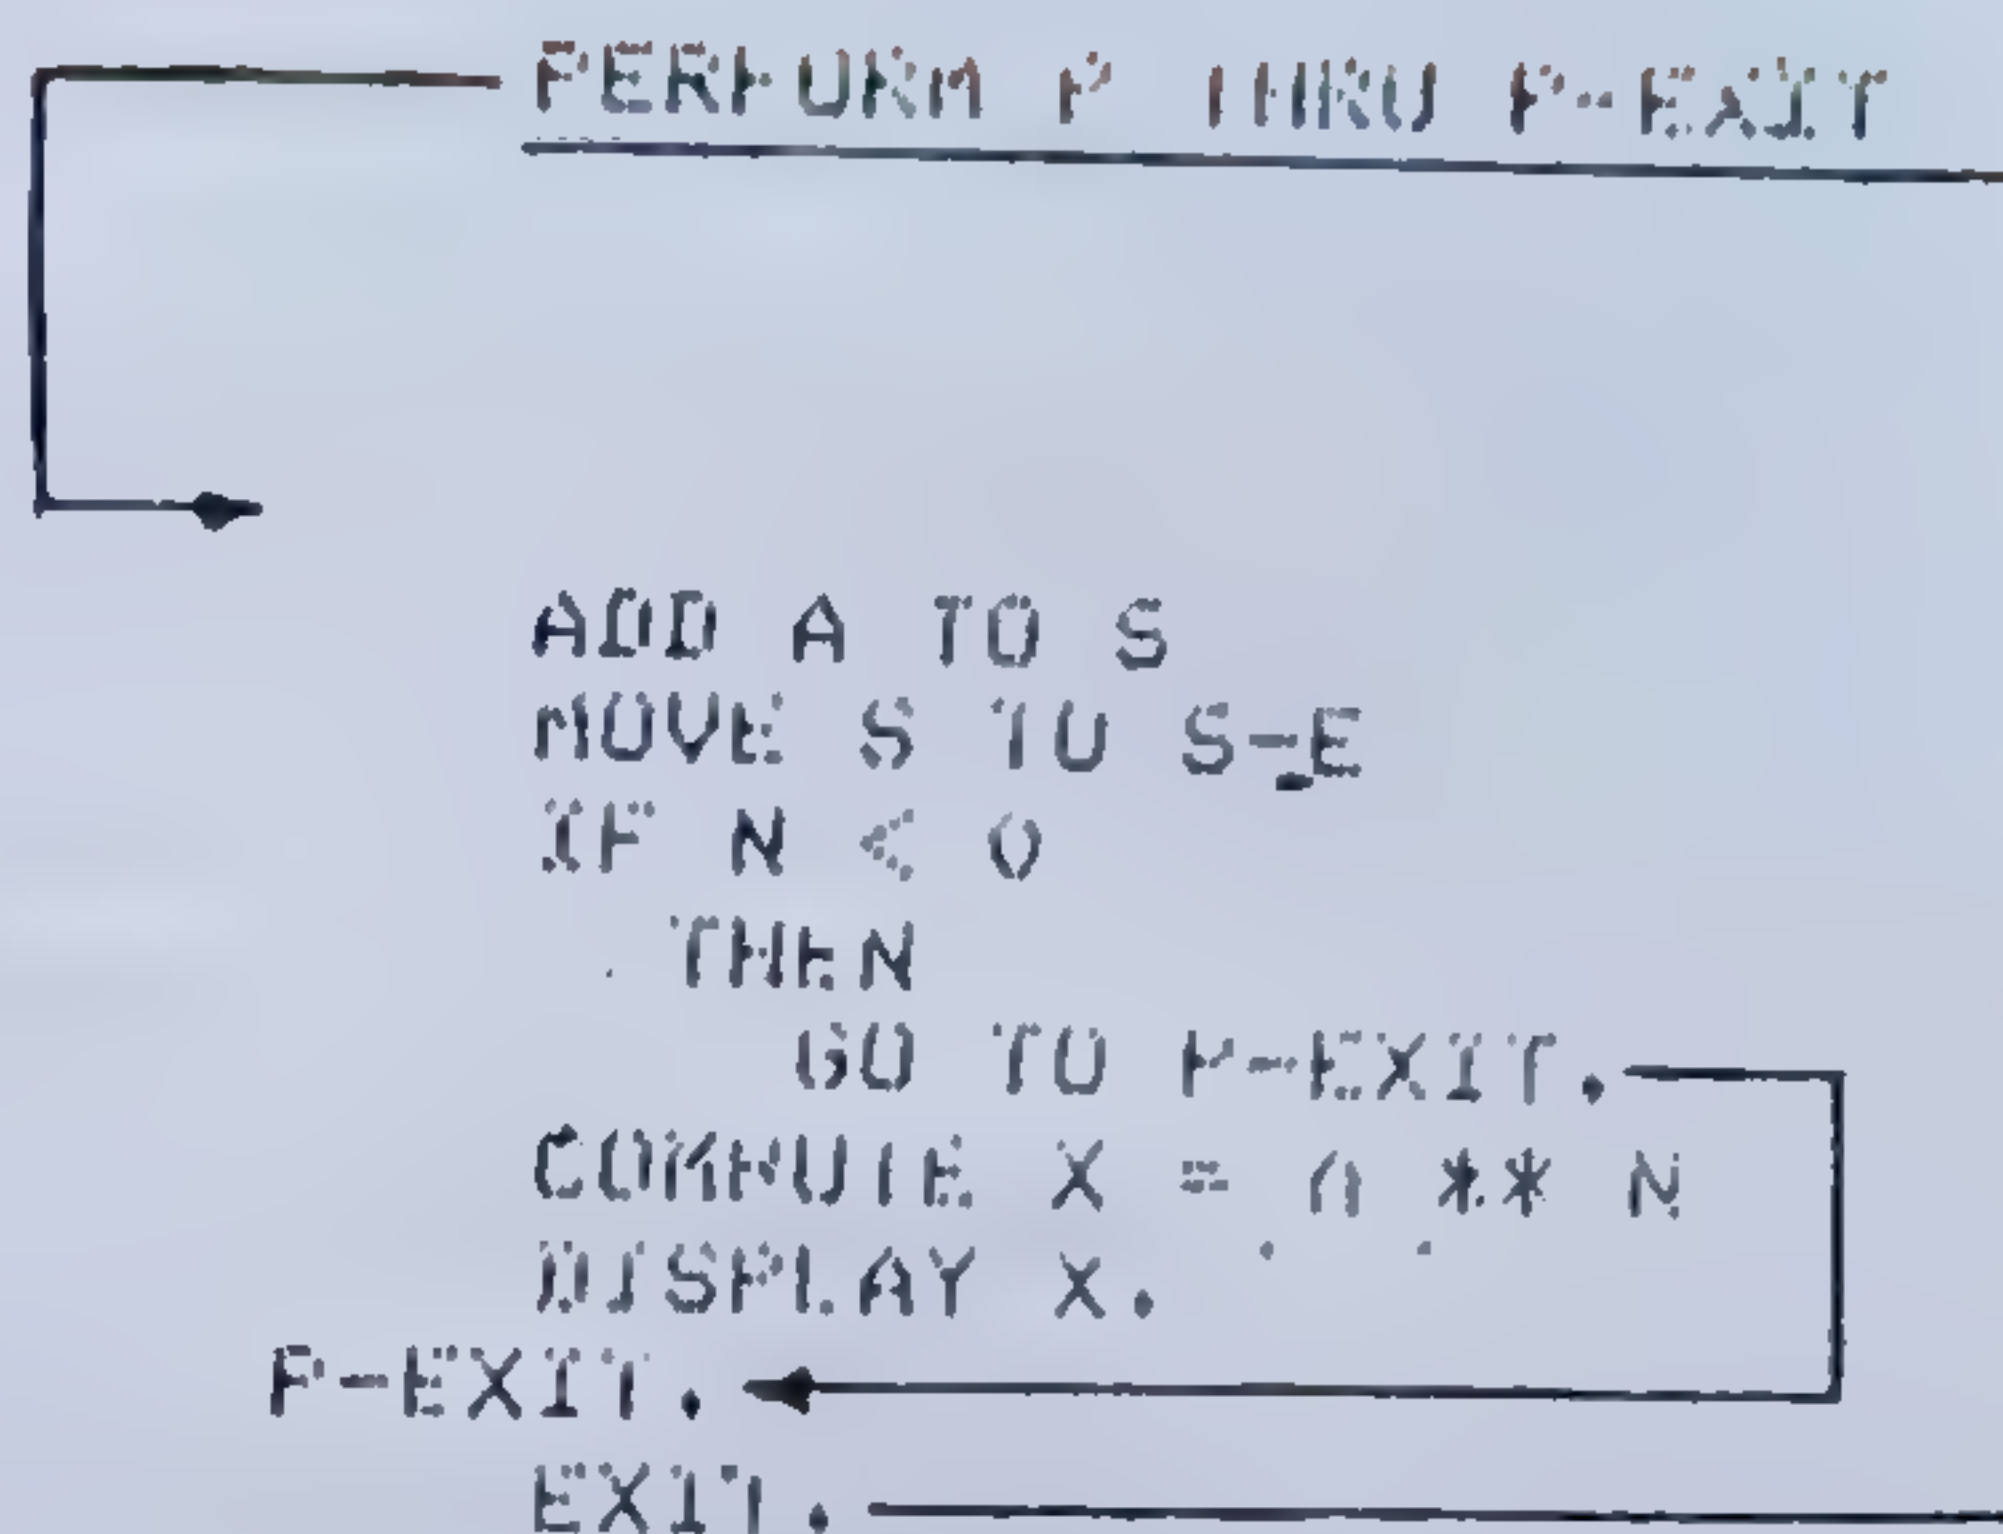 PERFORM P THRU P-EXIT
ADD A TO S
MOVE S TO S-E
IF N < 0
THEN
GO TO P-EXIT.
COMPUTE X = A ** N
DISPLAY X.
P-EXIT.
EXIT.